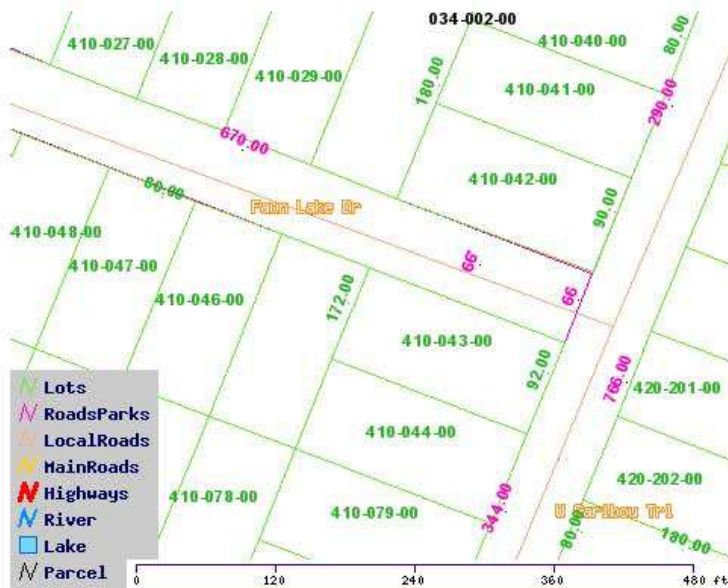 034-002-00
410-027-00
410-028-00
410-029-00
410-040-00
80.00
180.00
410-041-00
290.00
670.00
410-042-00
80.00
90.00
Fawn Lake Dr
410-048-00
410-047-00
410-046-00
66'
66
172.00
410-043-00
92.00
766.00
420-201-00
410-044-00
420-202-00
410-078-00
410-079-00
344.00
W Caribou Trl
80.00
180.00
Lots
RoadsParks
LocalRoads
MainRoads
Highways
River
Lake
Parcel
0 120 240 360 480 ft